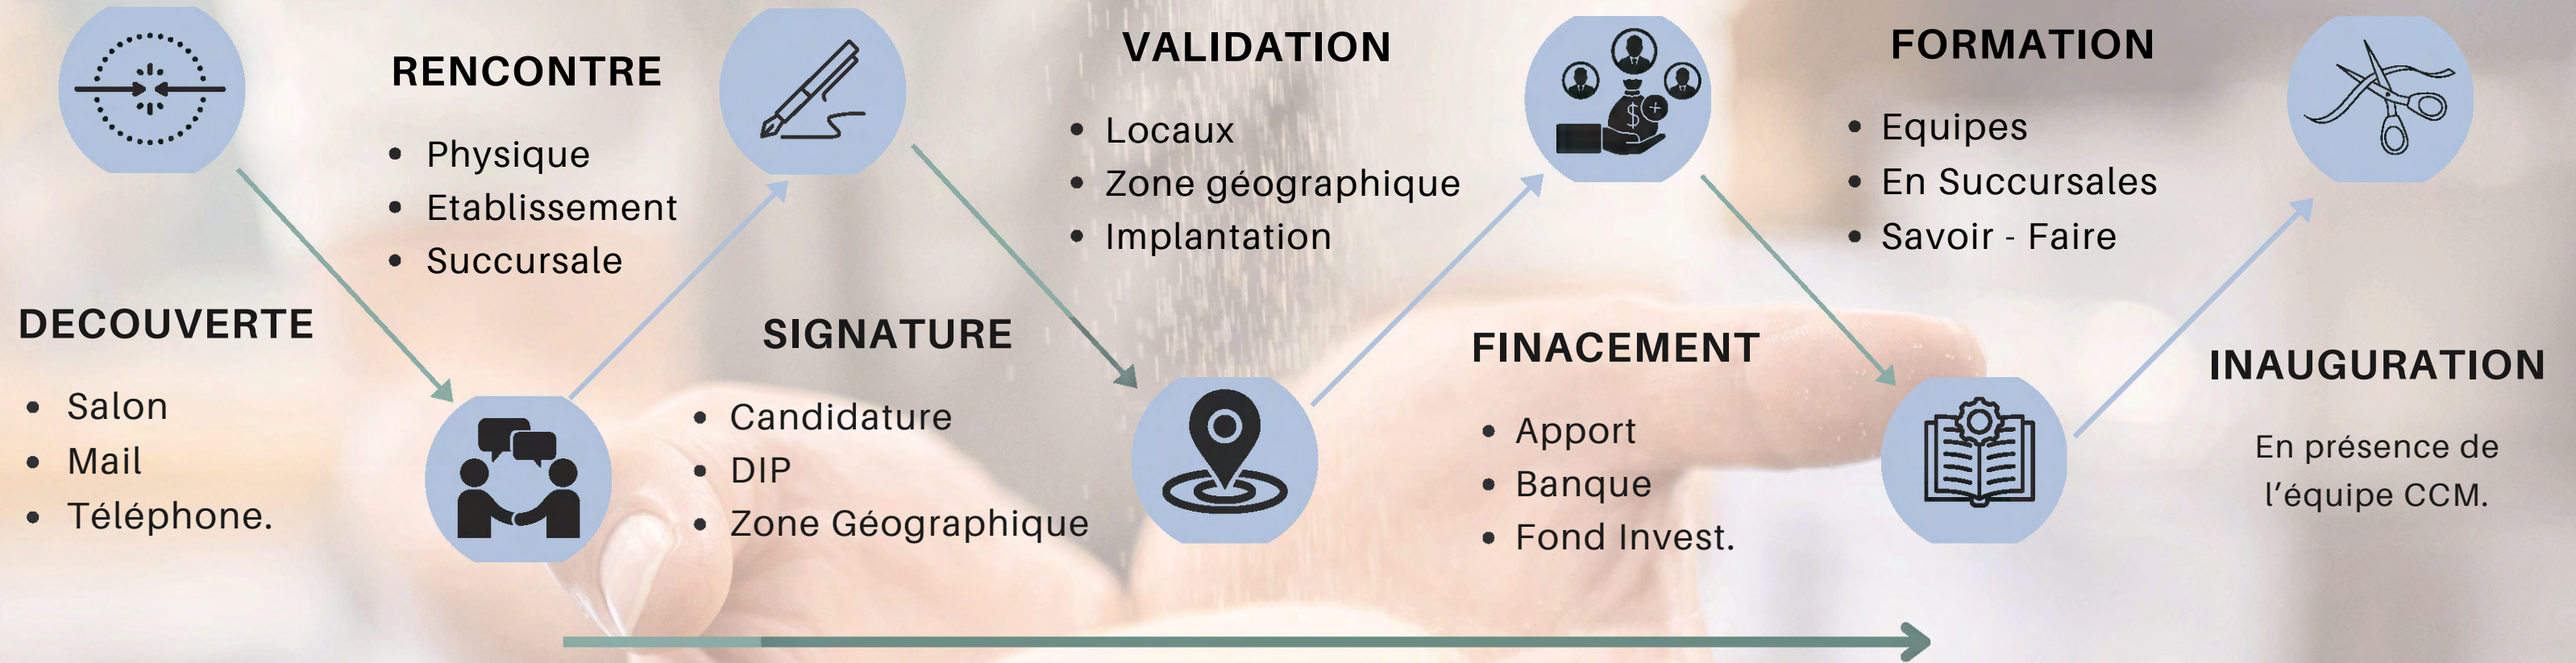 DECOUVERTE
Salon
Mail
Téléphone.
RENCONTRE
Physique
Etablissement
Succursale
SIGNATURE
Candidature
DIP
Zone Géographique
VALIDATION
Locaux
Zone géographique
Implantation
FINACEMENT
Apport
Banque
Fond Invest.
FORMATION
Equipes
En Succursales
Savoir - Faire
INAUGURATION
En présence de
l’équipe CCM.